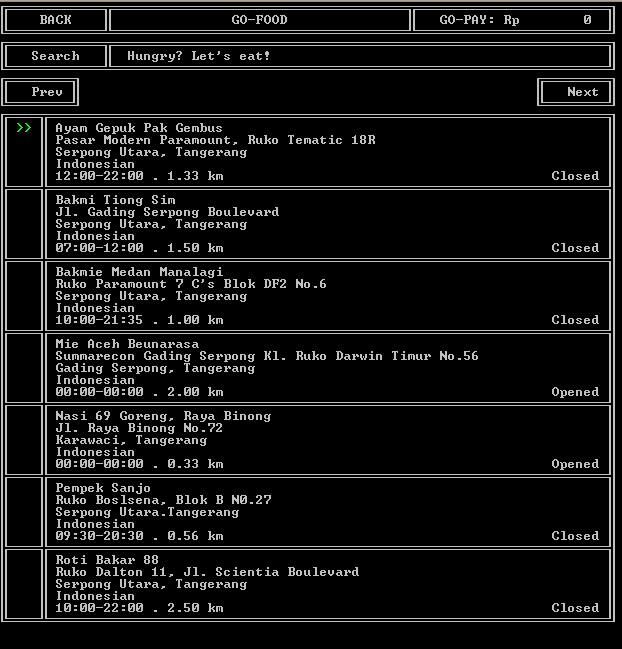 BACK GO-FOOD GO-PAY: Rp 0
Search Hungry? Let's eat!
Prev Next
>> Ayam Gepuk Pak Gembus
Pasar Modern Paramount, Ruko Tematic 18R
Serpong Utara, Tangerang
Indonesian
12:00-22:00 . 1.33 km Closed
Bakmi Tiong Sim
Jl. Gading Serpong Boulevard
Serpong Utara, Tangerang
Indonesian
07:00-12:00 . 1.50 km Closed
Bakmie Medan Manalagi
Ruko Paramount 7 C's Blok DF2 No.6
Serpong Utara, Tangerang
Indonesian
10:00-21:35 . 1.00 km Closed
Mie Aceh Beunarasa
Summarecon Gading Serpong Kl. Ruko Darwin Timur No.56
Gading Serpong, Tangerang
Indonesian
00:00-00:00 . 2.00 km Opened
Nasi 69 Goreng, Raya Binong
Jl. Raya Binong No.72
Karawaci, Tangerang
Indonesian
00:00-00:00 . 0.33 km Opened
Pempek Sanjo
Ruko Boslsena, Blok B N0.27
Serpong Utara.Tangerang
Indonesian
09:30-20:30 . 0.56 km Closed
Roti Bakar 88
Ruko Dalton 11, Jl. Scientia Boulevard
Serpong Utara, Tangerang
Indonesian
10:00-22:00 . 2.50 km Closed